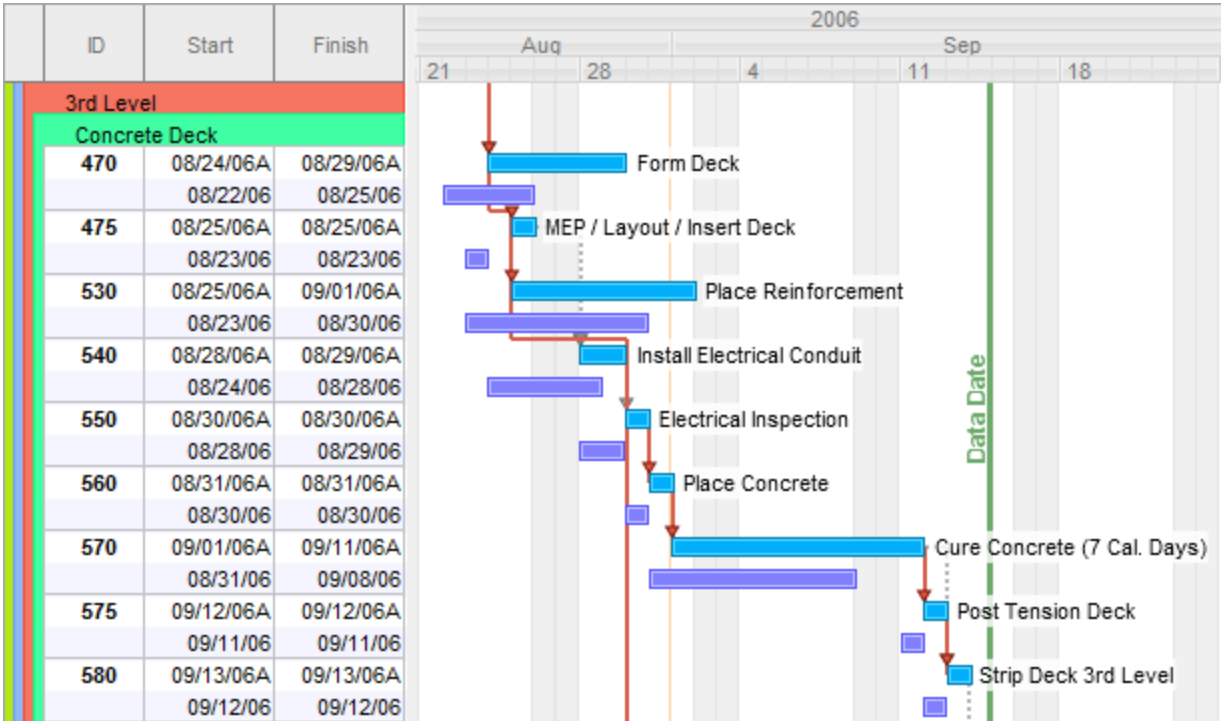 2006
ID Start Finish Aug Sep
21 28 4 11 18
3rd Level
Concrete Deck
470 08/24/06A 08/29/06A Form Deck
08/22/06 08/25/06
475 08/25/06A 08/25/06A MEP / Layout / Insert Deck
08/23/06 08/23/06
530 08/25/06A 09/01/06A Place Reinforcement
08/23/06 08/30/06
540 08/28/06A 08/29/06A Install Electrical Conduit
08/24/06 08/28/06
Data Date
550 08/30/06A 08/30/06A Electrical Inspection
08/28/06 08/29/06
560 08/31/06A 08/31/06A Place Concrete
08/30/06 08/30/06
570 09/01/06A 09/11/06A Cure Concrete (7 Cal. Days)
08/31/06 09/08/06
575 09/12/06A 09/12/06A Post Tension Deck
09/11/06 09/11/06
580 09/13/06A 09/13/06A Strip Deck 3rd Level
09/12/06 09/12/06